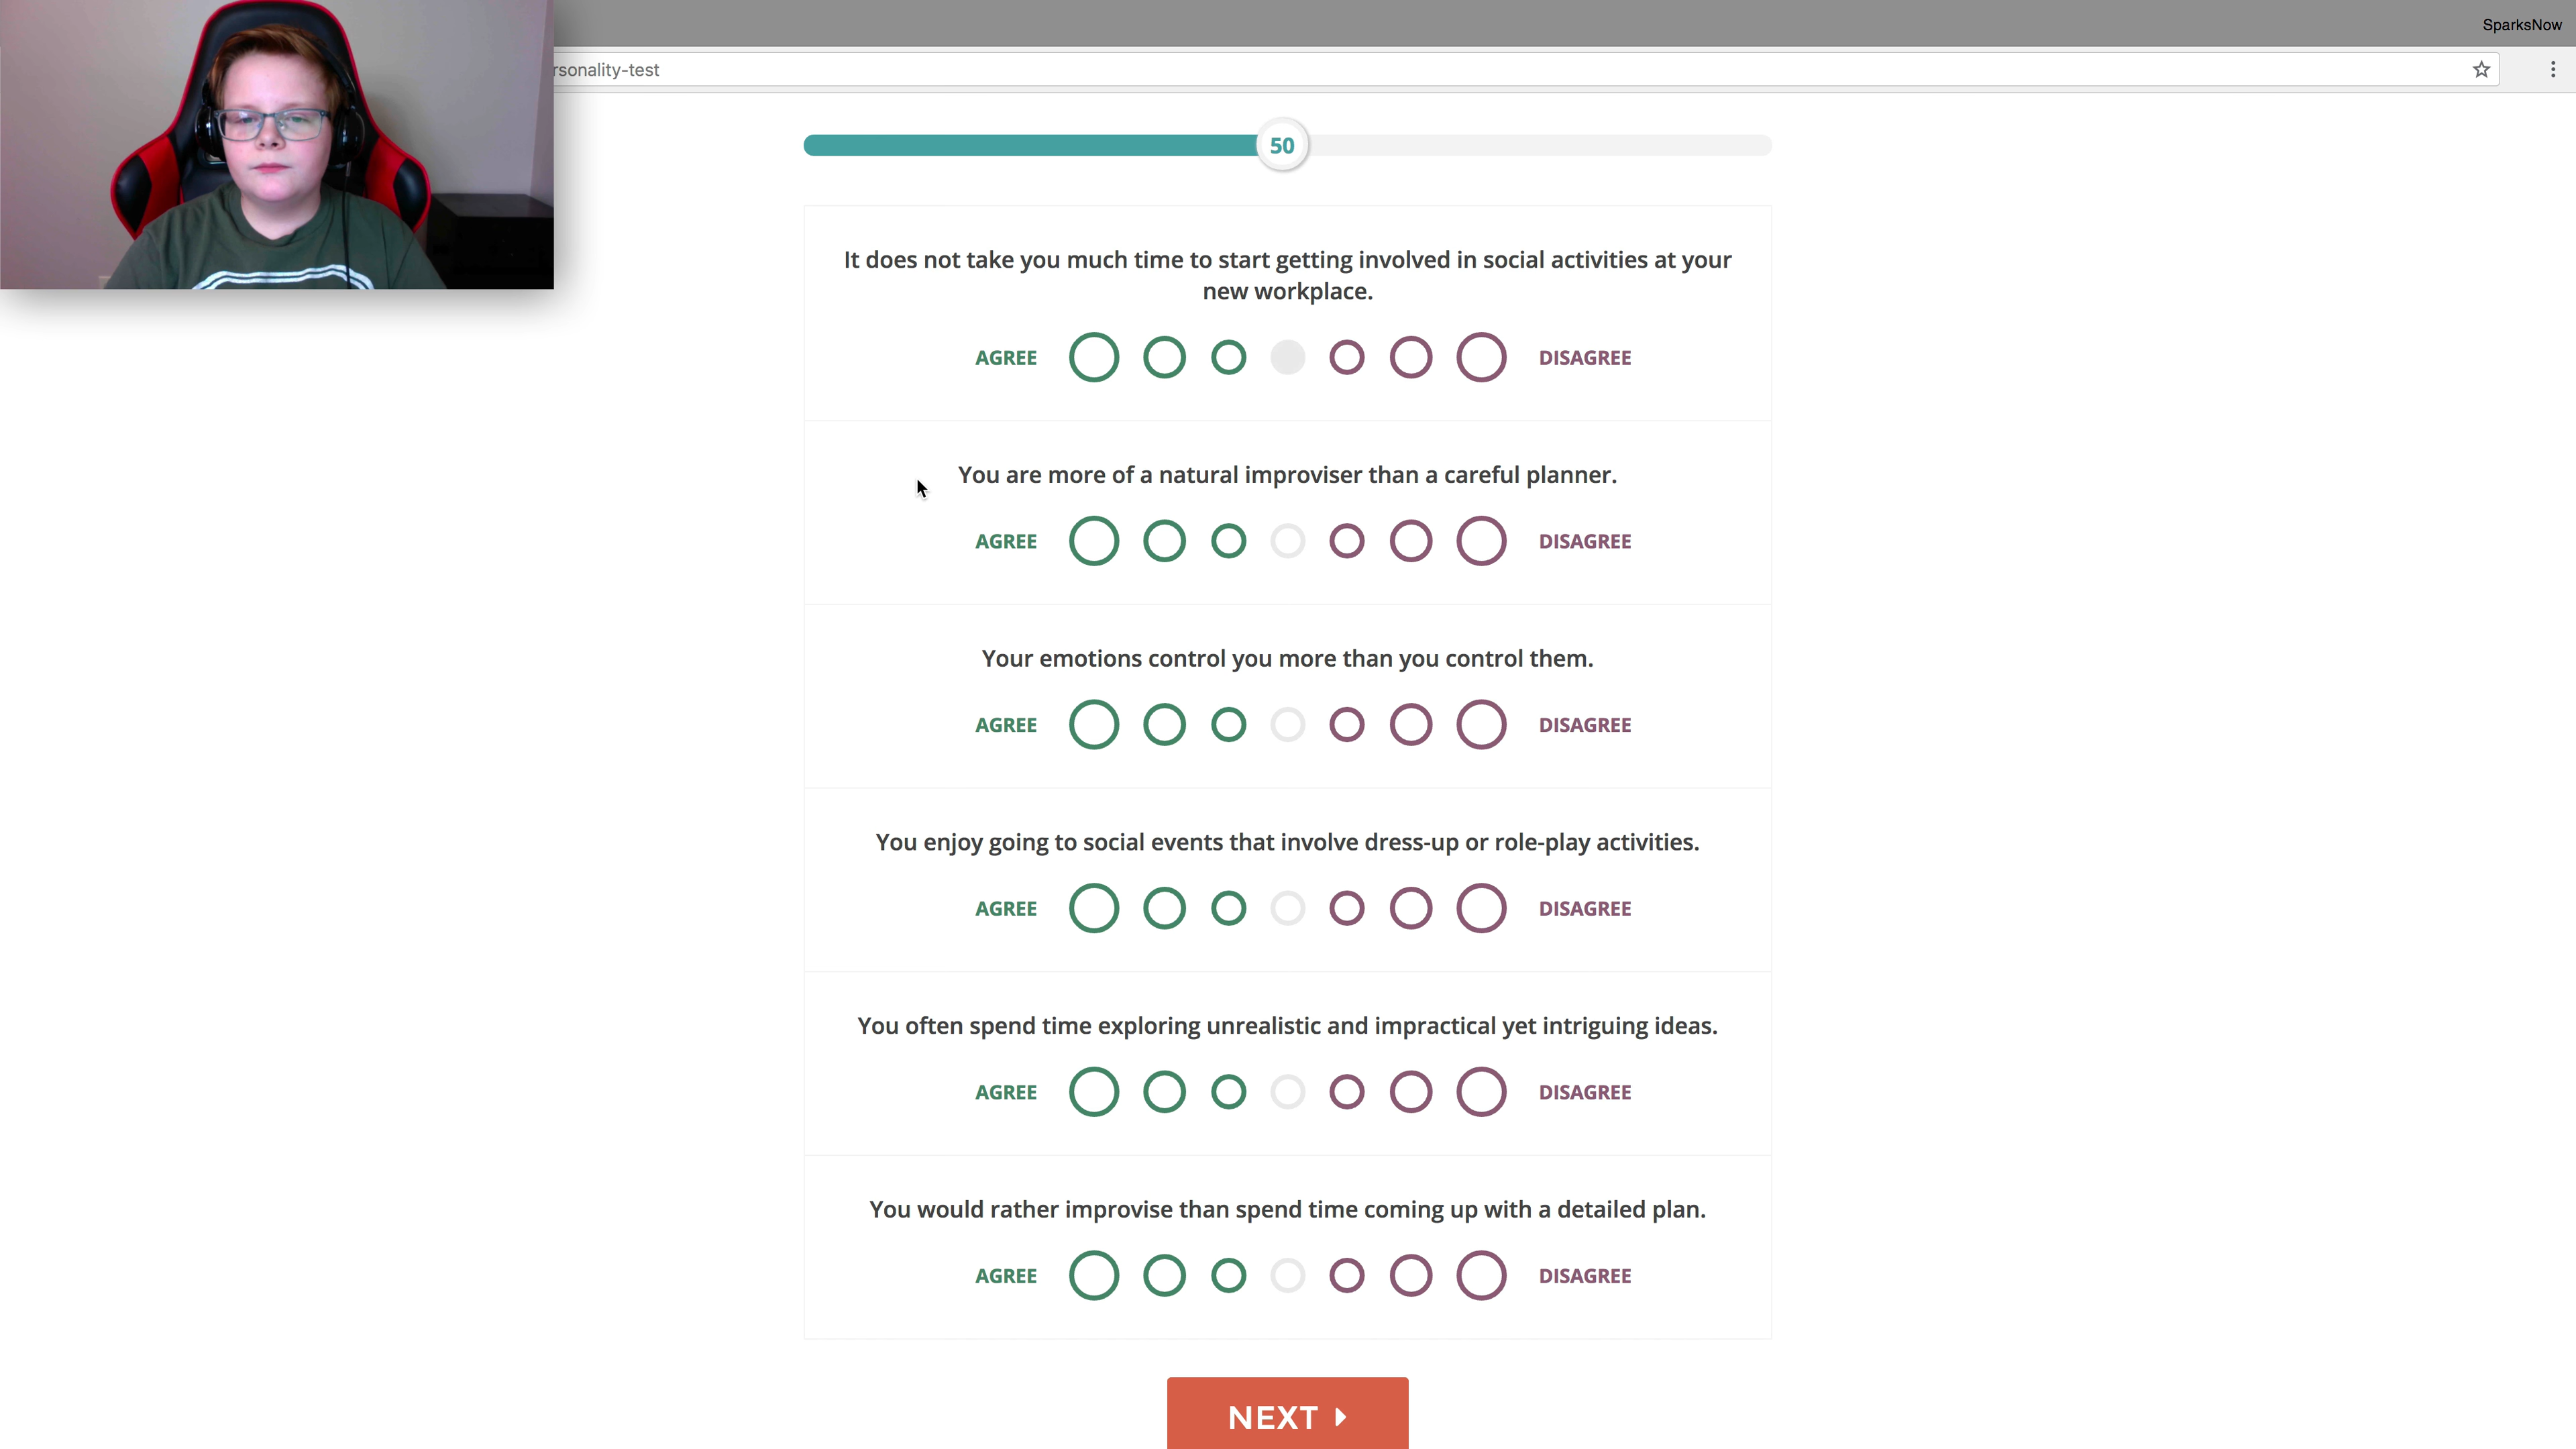 SparksNow
rsonality-test
50
It does not take you much time to start getting involved in social activities at your
new workplace.
AGREE DISAGREE
You are more of a natural improviser than a careful planner.
AGREE DISAGREE
Your emotions control you more than you control them.
AGREE DISAGREE
You enjoy going to social events that involve dress-up or role-play activities.
AGREE DISAGREE
You often spend time exploring unrealistic and impractical yet intriguing ideas.
AGREE DISAGREE
You would rather improvise than spend time coming up with a detailed plan.
AGREE DISAGREE
NEXT